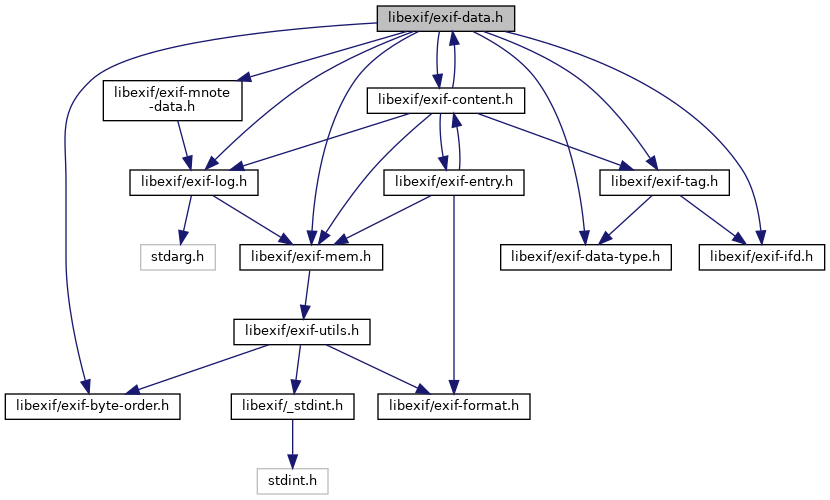 libexif/exif-data.h
libexif/exif-mnote
-data.h
libexif/exif-content.h
libexif/exif-log.h
libexif/exif-entry.h
libexif/exif-tag.h
stdarg.h
libexif/exif-mem.h
libexif/exif-data-type.h
libexif/exif-ifd.h
libexif/exif-utils.h
libexif/exif-byte-order.h
libexif/_stdint.h
libexif/exif-format.h
stdint.h